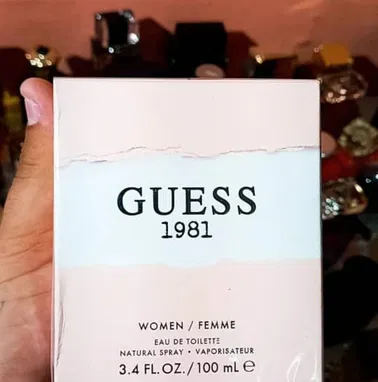 GUESS
1981
WOMEN / FEMME
EAU DE TOILETTE
NATURAL SPRAY • VAPORISATEUR
3.4 FL.OZ./100 ml e